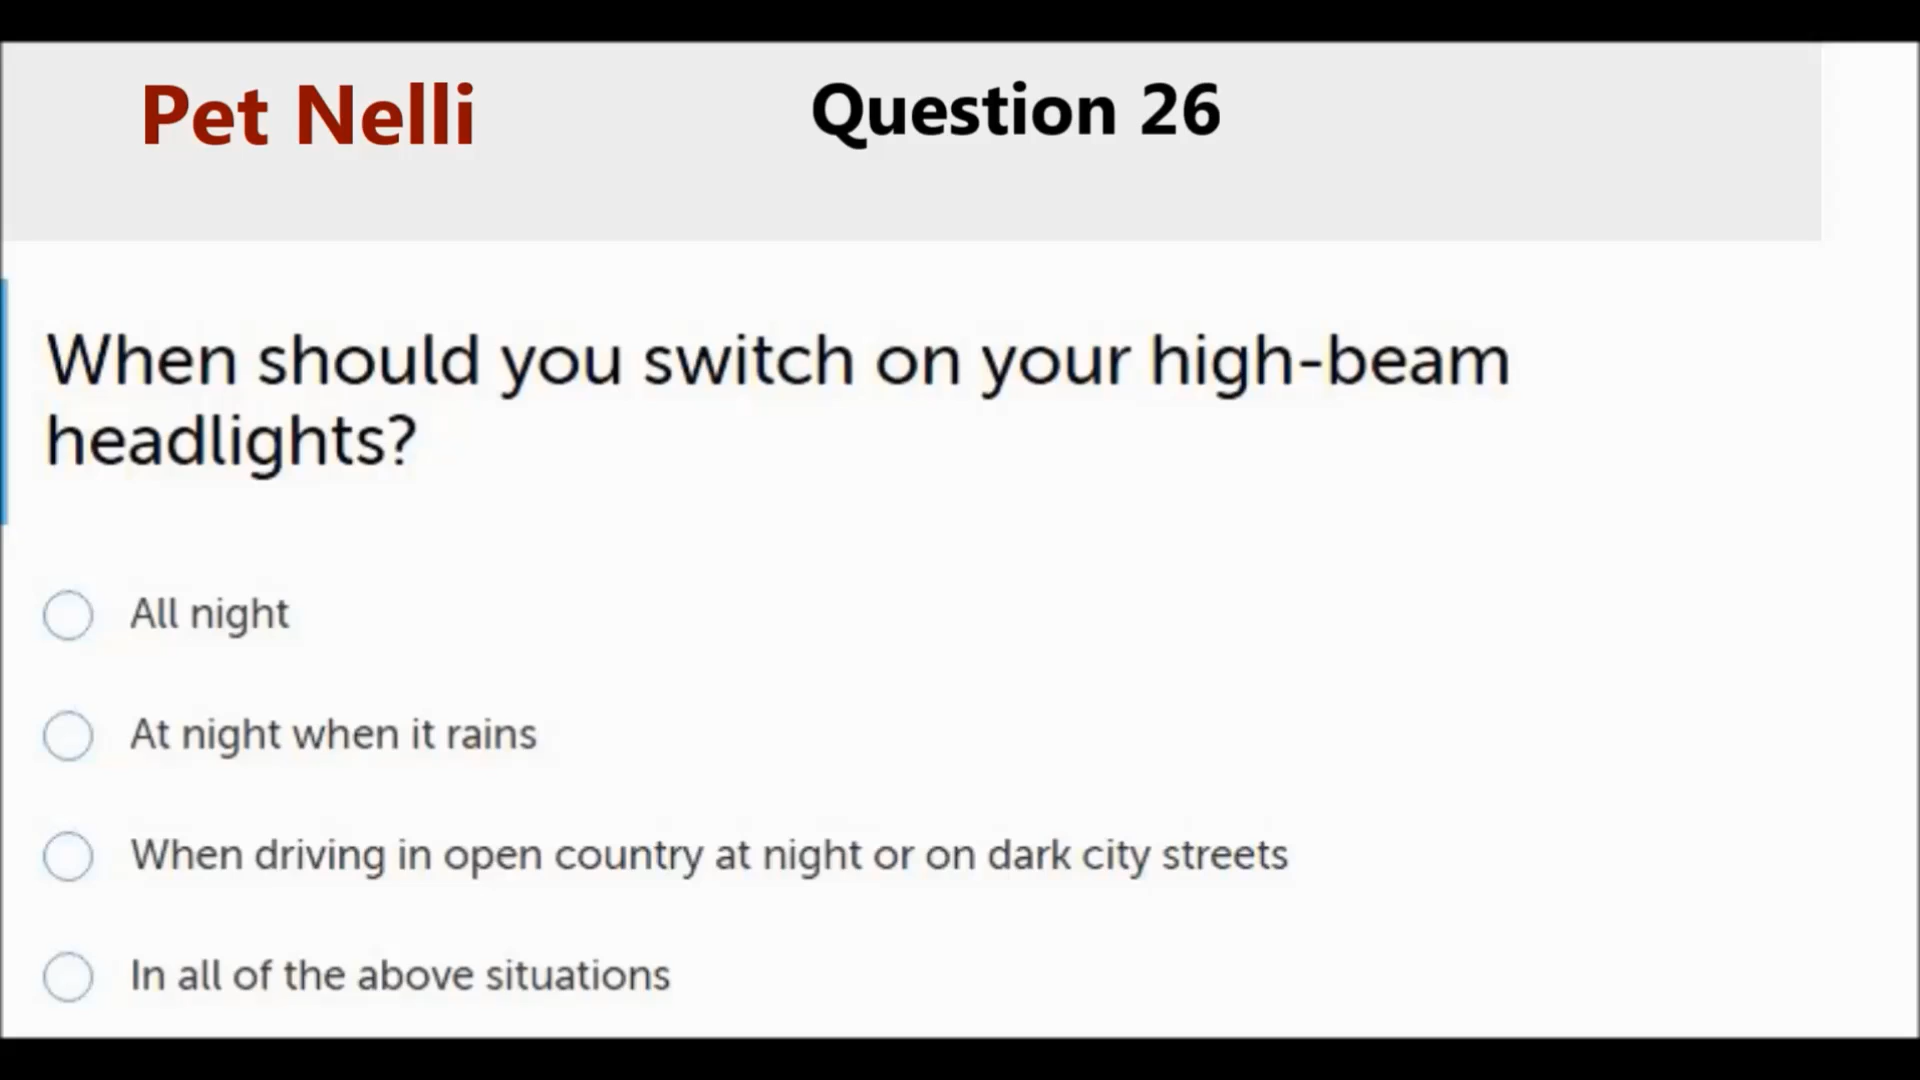 Pet Nelli
Question 26
When should you switch on your high-beam
headlights?
All night
At night when it rains
When driving in open country at night or on dark city streets
In all of the above situations